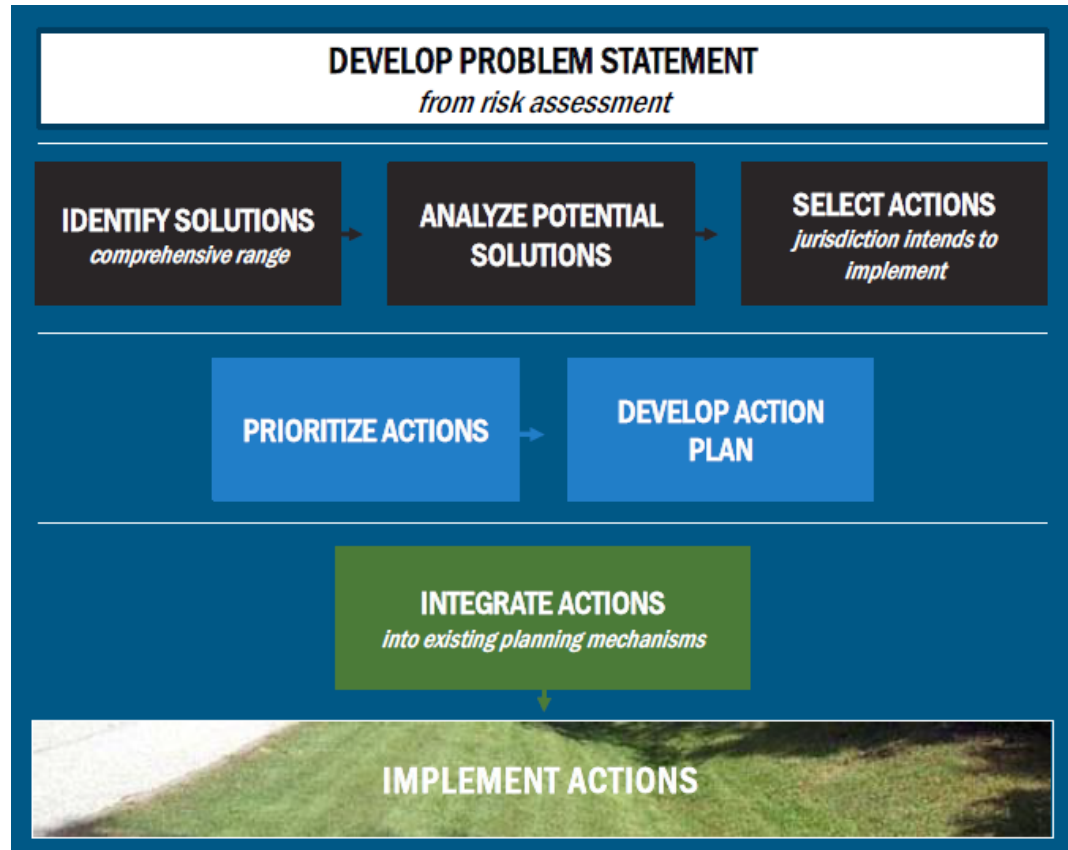 DEVELOP PROBLEM STATEMENT
from risk assessment
IDENTIFY SOLUTIONS
comprehensive range
ANALYZE POTENTIAL
SOLUTIONS
SELECT ACTIONS
jurisdiction intends to
implement
PRIORITIZE ACTIONS
DEVELOP ACTION
PLAN
INTEGRATE ACTIONS
into existing planning mechanisms
IMPLEMENT ACTIONS